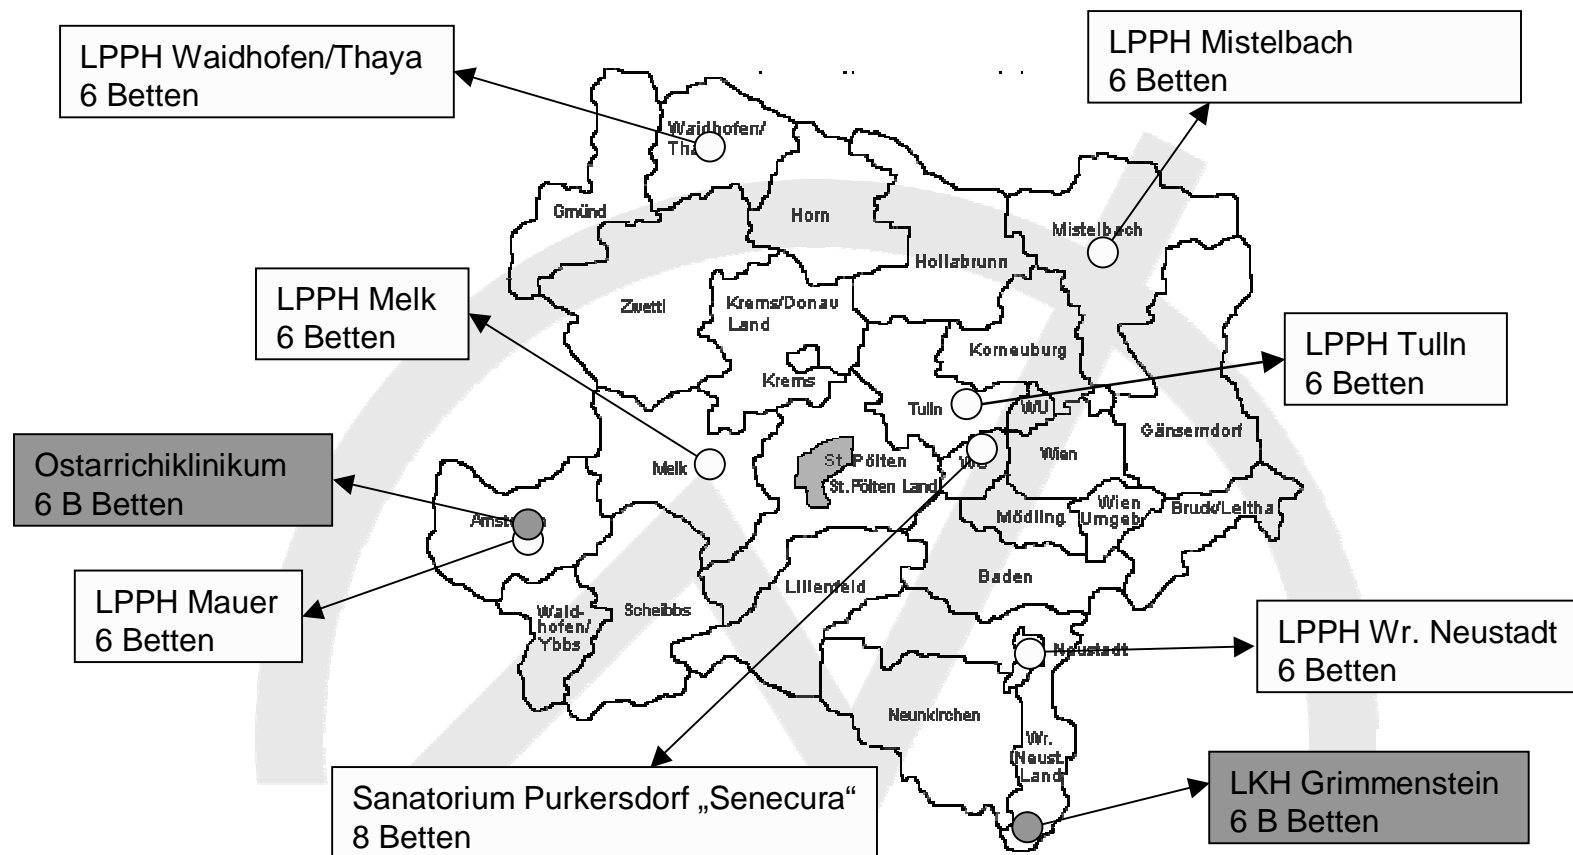 LPPH Waidhofen/Thaya
6 Betten
LPPH Mistelbach
6 Betten
LPPH Melk
6 Betten
LPPH Tulln
6 Betten
Ostarrichiklinikum
6 B Betten
LPPH Mauer
6 Betten
LPPH Wr. Neustadt
6 Betten
Sanatorium Purkersdorf „Senecura“
8 Betten
LKH Grimmenstein
6 B Betten
Waidhofen/
Gmünd
Horn
Mistelbach
Hollabrunn
Zwettl
Krems/Donau
Land
Krems
Korneuburg
Tulln
WU
Gänserndorf
Melk
St. Pölten
St. Pölten Land
Wien
Mödling
Wien
Umgeb.
Bruck/Leitha
Baden
Lilienfeld
Scheibbs
Waid-
hofen/
Ybbs
Neustadt
Neunkirchen
Wr.
Neust.
Land